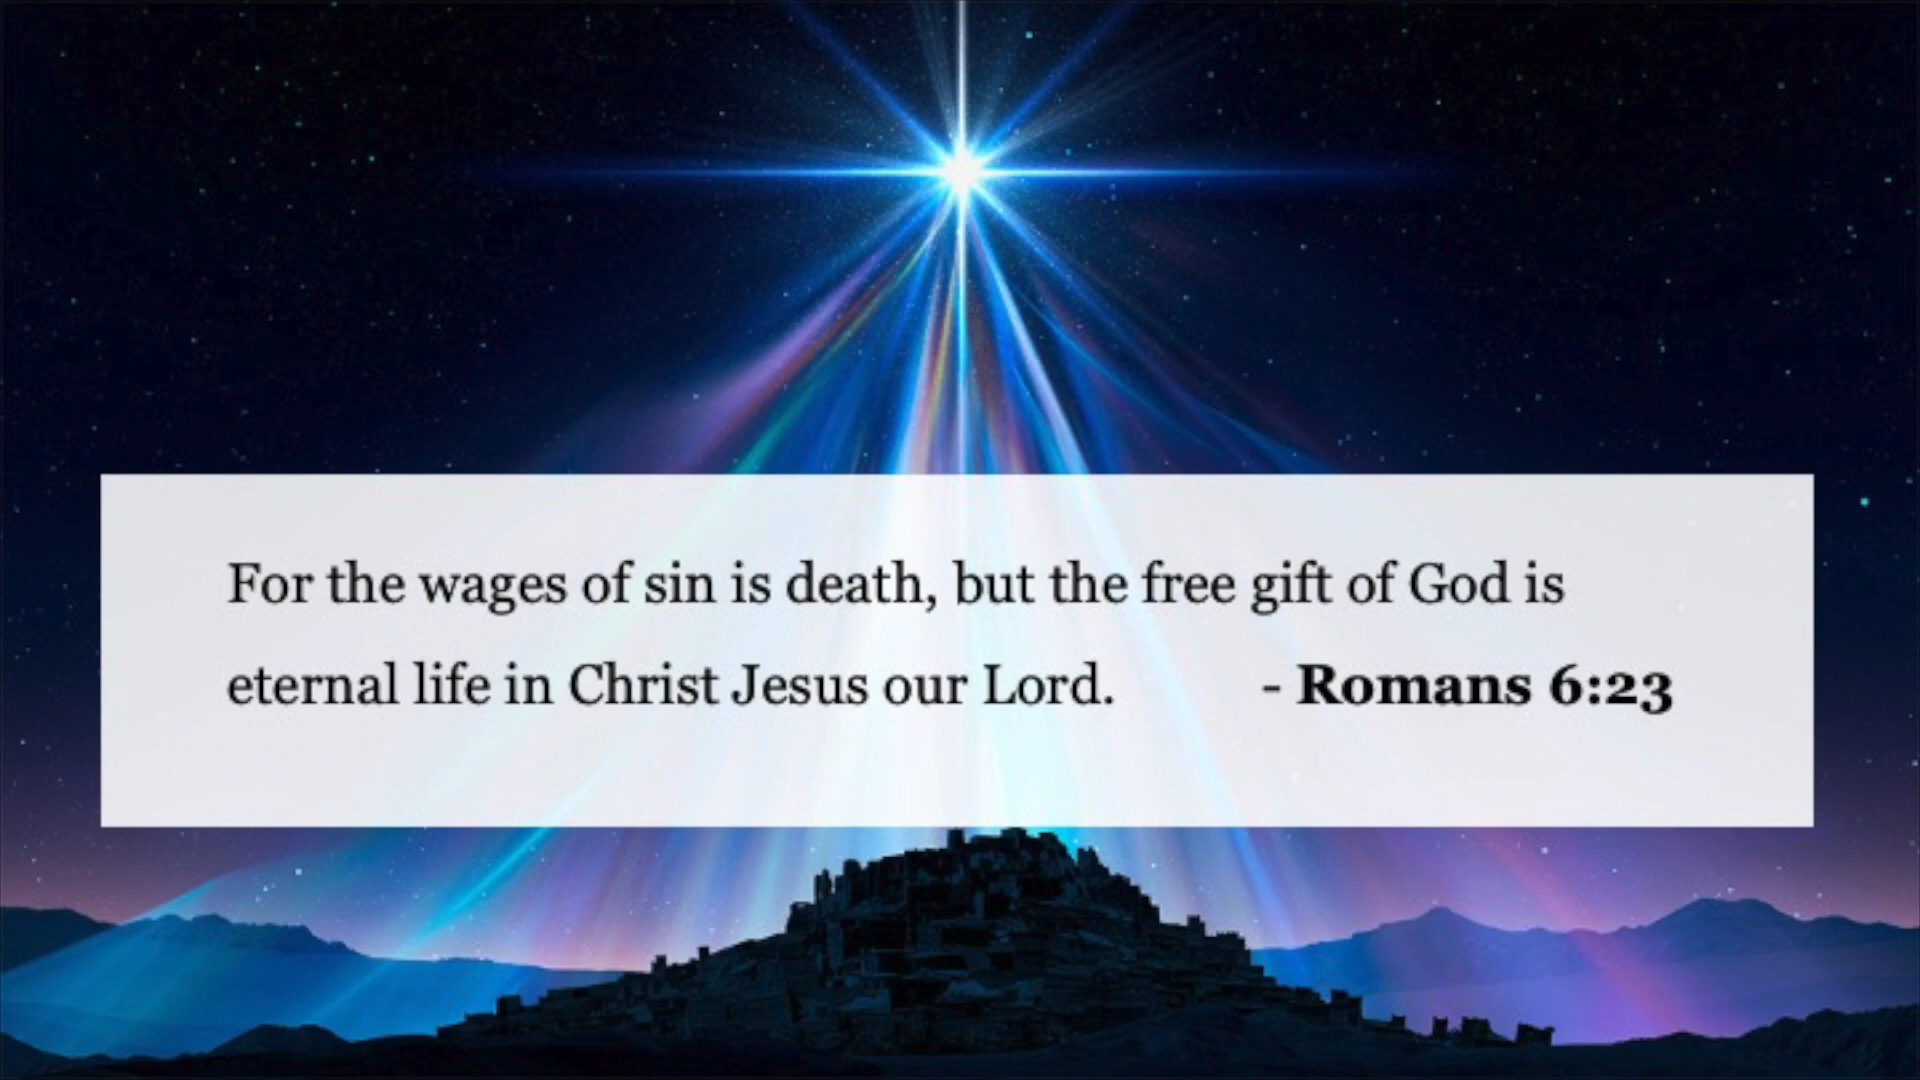 For the wages of sin is death, but the free gift of God is
eternal life in Christ Jesus our Lord. - Romans 6:23